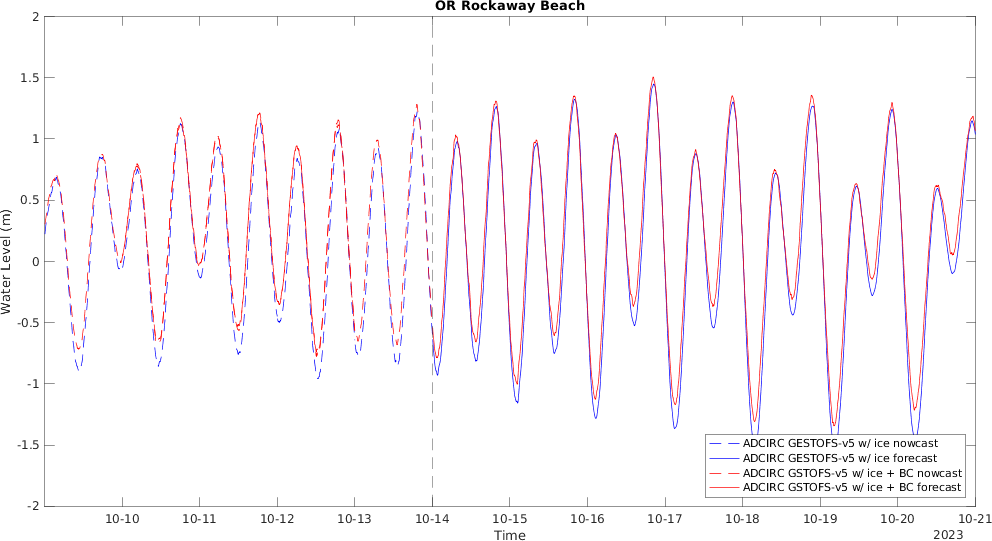 OR Rockaway Beach
2
1.5
1
0.5
0
-0.5
-1
-1.5
-2
Water Level (m)
ADCIRC GESTOFS-v5 w/ ice nowcast
ADCIRC GESTOFS-v5 w/ ice forecast
ADCIRC GSTOFS-v5 w/ ice + BC nowcast
ADCIRC GSTOFS-v5 w/ ice + BC forecast
10-10 10-11 10-12 10-13 10-14 10-15 10-16 10-17 10-18 10-19 10-20 10-21
Time
2023